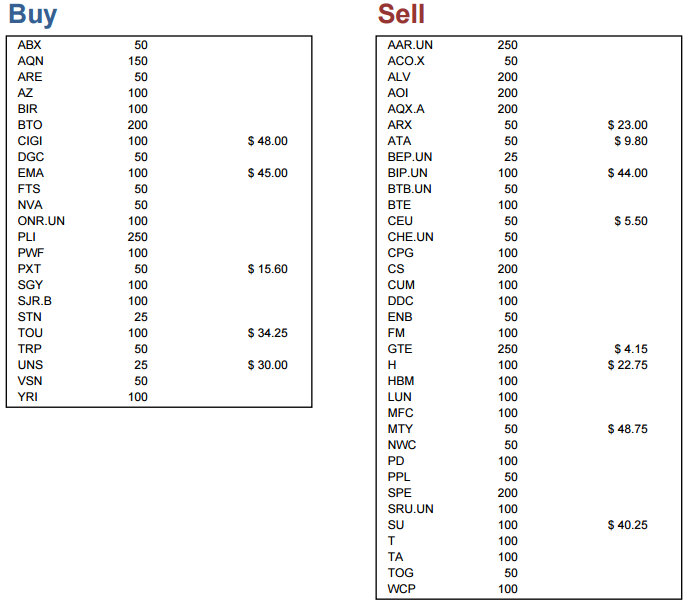 Buy
ABX 50
AQN 150
ARE 50
AZ 100
BIR 100
BTO 200
CIGI 100 $ 48.00
DGC 50
EMA 100 $ 45.00
FTS 50
NVA 50
ONR.UN 100
PLI 250
PWF 100
PXT 50 $ 15.60
SGY 100
SJR.B 100
STN 25
TOU 100 $ 34.25
TRP 50
UNS 25 $ 30.00
VSN 50
YRI 100
Sell
AAR.UN 250
ACO.X 50
ALV 200
AOI 200
AQX.A 200
ARX 50 $ 23.00
ATA 50 $ 9.80
BEP.UN 25
BIP.UN 100 $ 44.00
BTB.UN 50
BTE 100
CEU 50 $ 5.50
CHE.UN 50
CPG 100
CS 200
CUM 100
DDC 100
ENB 50
FM 100
GTE 250 $ 4.15
H 100 $ 22.75
HBM 100
LUN 100
MFC 100
MTY 50 $ 48.75
NWC 50
PD 100
PPL 50
SPE 200
SRU.UN 100
SU 100 $ 40.25
T 100
TA 100
TOG 50
WCP 100